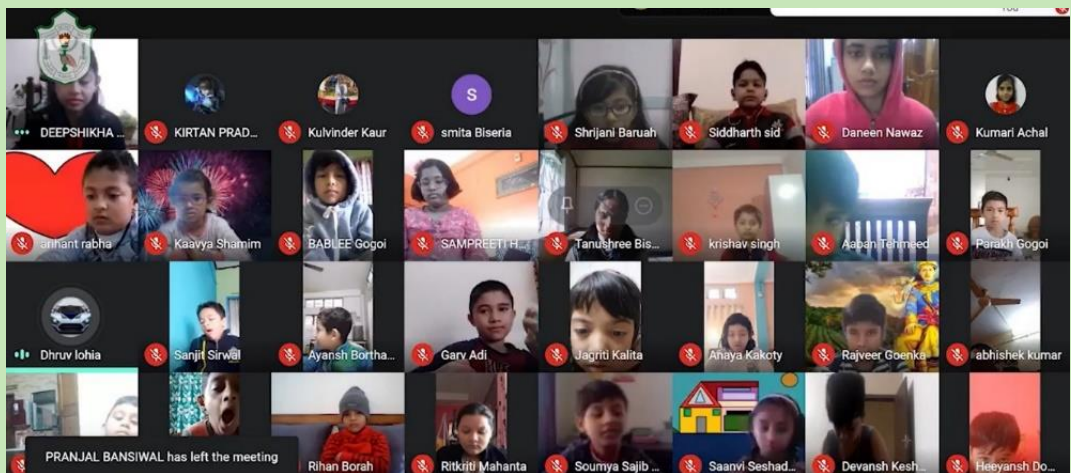 You
DEEPSHIKHA ...
KIRTAN PRAD...
Kulvinder Kaur
S
smita Biseria
Shrijani Baruah
Siddharth sid
Daneen Nawaz
Kumari Achal
arihant rabha
Kaavya Shamim
BABLEE Gogoi
SAMPREETI H...
Tanushree Bis...
krishav singh
Aaban Tehmeed
Parakh Gogoi
Dhruv lohia
Sanjit Sirwal
Ayansh Bortha...
Garv Adi
Jagriti Kalita
Anaya Kakoty
Rajveer Goenka
abhishek kumar
PRANJAL BANSIWAL has left the meeting
Rihan Borah
Ritkriti Mahanta
Soumya Sajib ...
Saanvi Seshad...
Devansh Kesh...
Heeyansh Do...